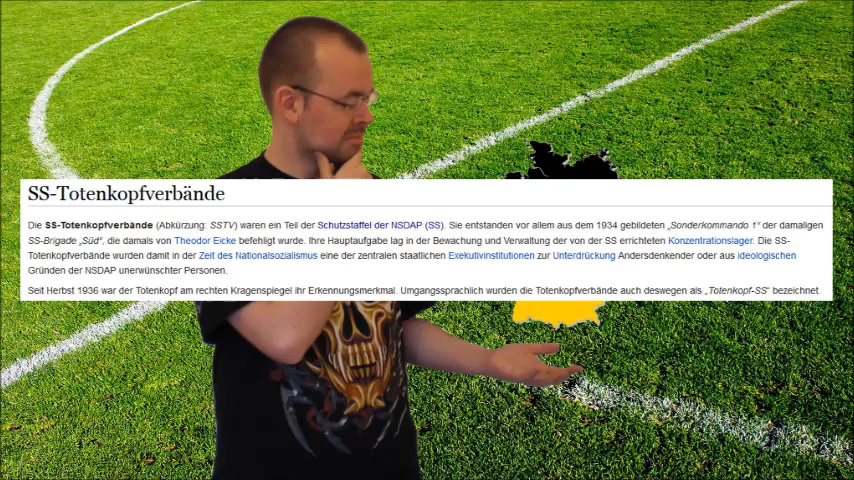 SS-Totenkopfverbände
Die SS-Totenkopfverbände (Abkürzung: SSTV) waren ein Teil der Schutzstaffel der NSDAP (SS). Sie entstanden vor allem aus dem 1934 gebildeten „Sonderkommando 1“ der damaligen
SS-Brigade „Süd“, die damals von Theodor Eicke befehligt wurde. Ihre Hauptaufgabe lag in der Bewachung und Verwaltung der von der SS errichteten Konzentrationslager. Die SS-
Totenkopfverbände wurden damit in der Zeit des Nationalsozialismus eine der zentralen staatlichen Exekutivinstitutionen zur Unterdrückung Andersdenkender oder aus ideologischen
Gründen der NSDAP unerwünschter Personen.
Seit Herbst 1936 war der Totenkopf am rechten Kragenspiegel ihr Erkennungsmerkmal. Umgangssprachlich wurden die Totenkopfverbände auch deswegen als „Totenkopf-SS“ bezeichnet.